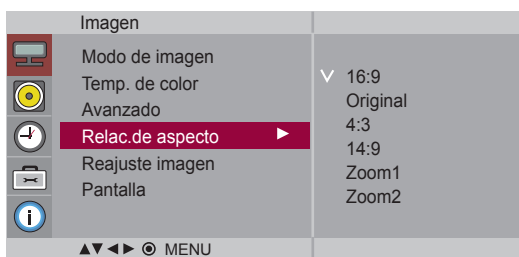 Imagen
Modo de imagen
Temp. de color
Avanzado
Relac.de aspecto
Reajuste imagen
Pantalla
16:9
Original
4:3
14:9
Zoom1
Zoom2
MENU